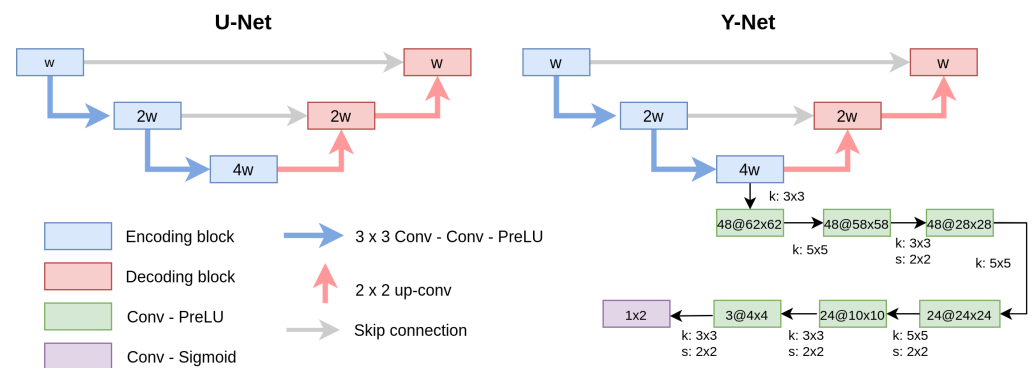 U-Net
w
w
2w
2w
4w
Encoding block
Decoding block
Conv - PReLU
Conv - Sigmoid
3 x 3 Conv - Conv - PReLU
2 x 2 up-conv
Skip connection
Y-Net
w
w
2w
2w
4w
k: 3x3
48@62x62
k: 5x5
48@58x58
k: 3x3
s: 2x2
48@28x28
k: 5x5
24@24x24
k: 5x5
s: 2x2
24@10x10
k: 3x3
s: 2x2
3@4x4
k: 3x3
s: 2x2
1x2